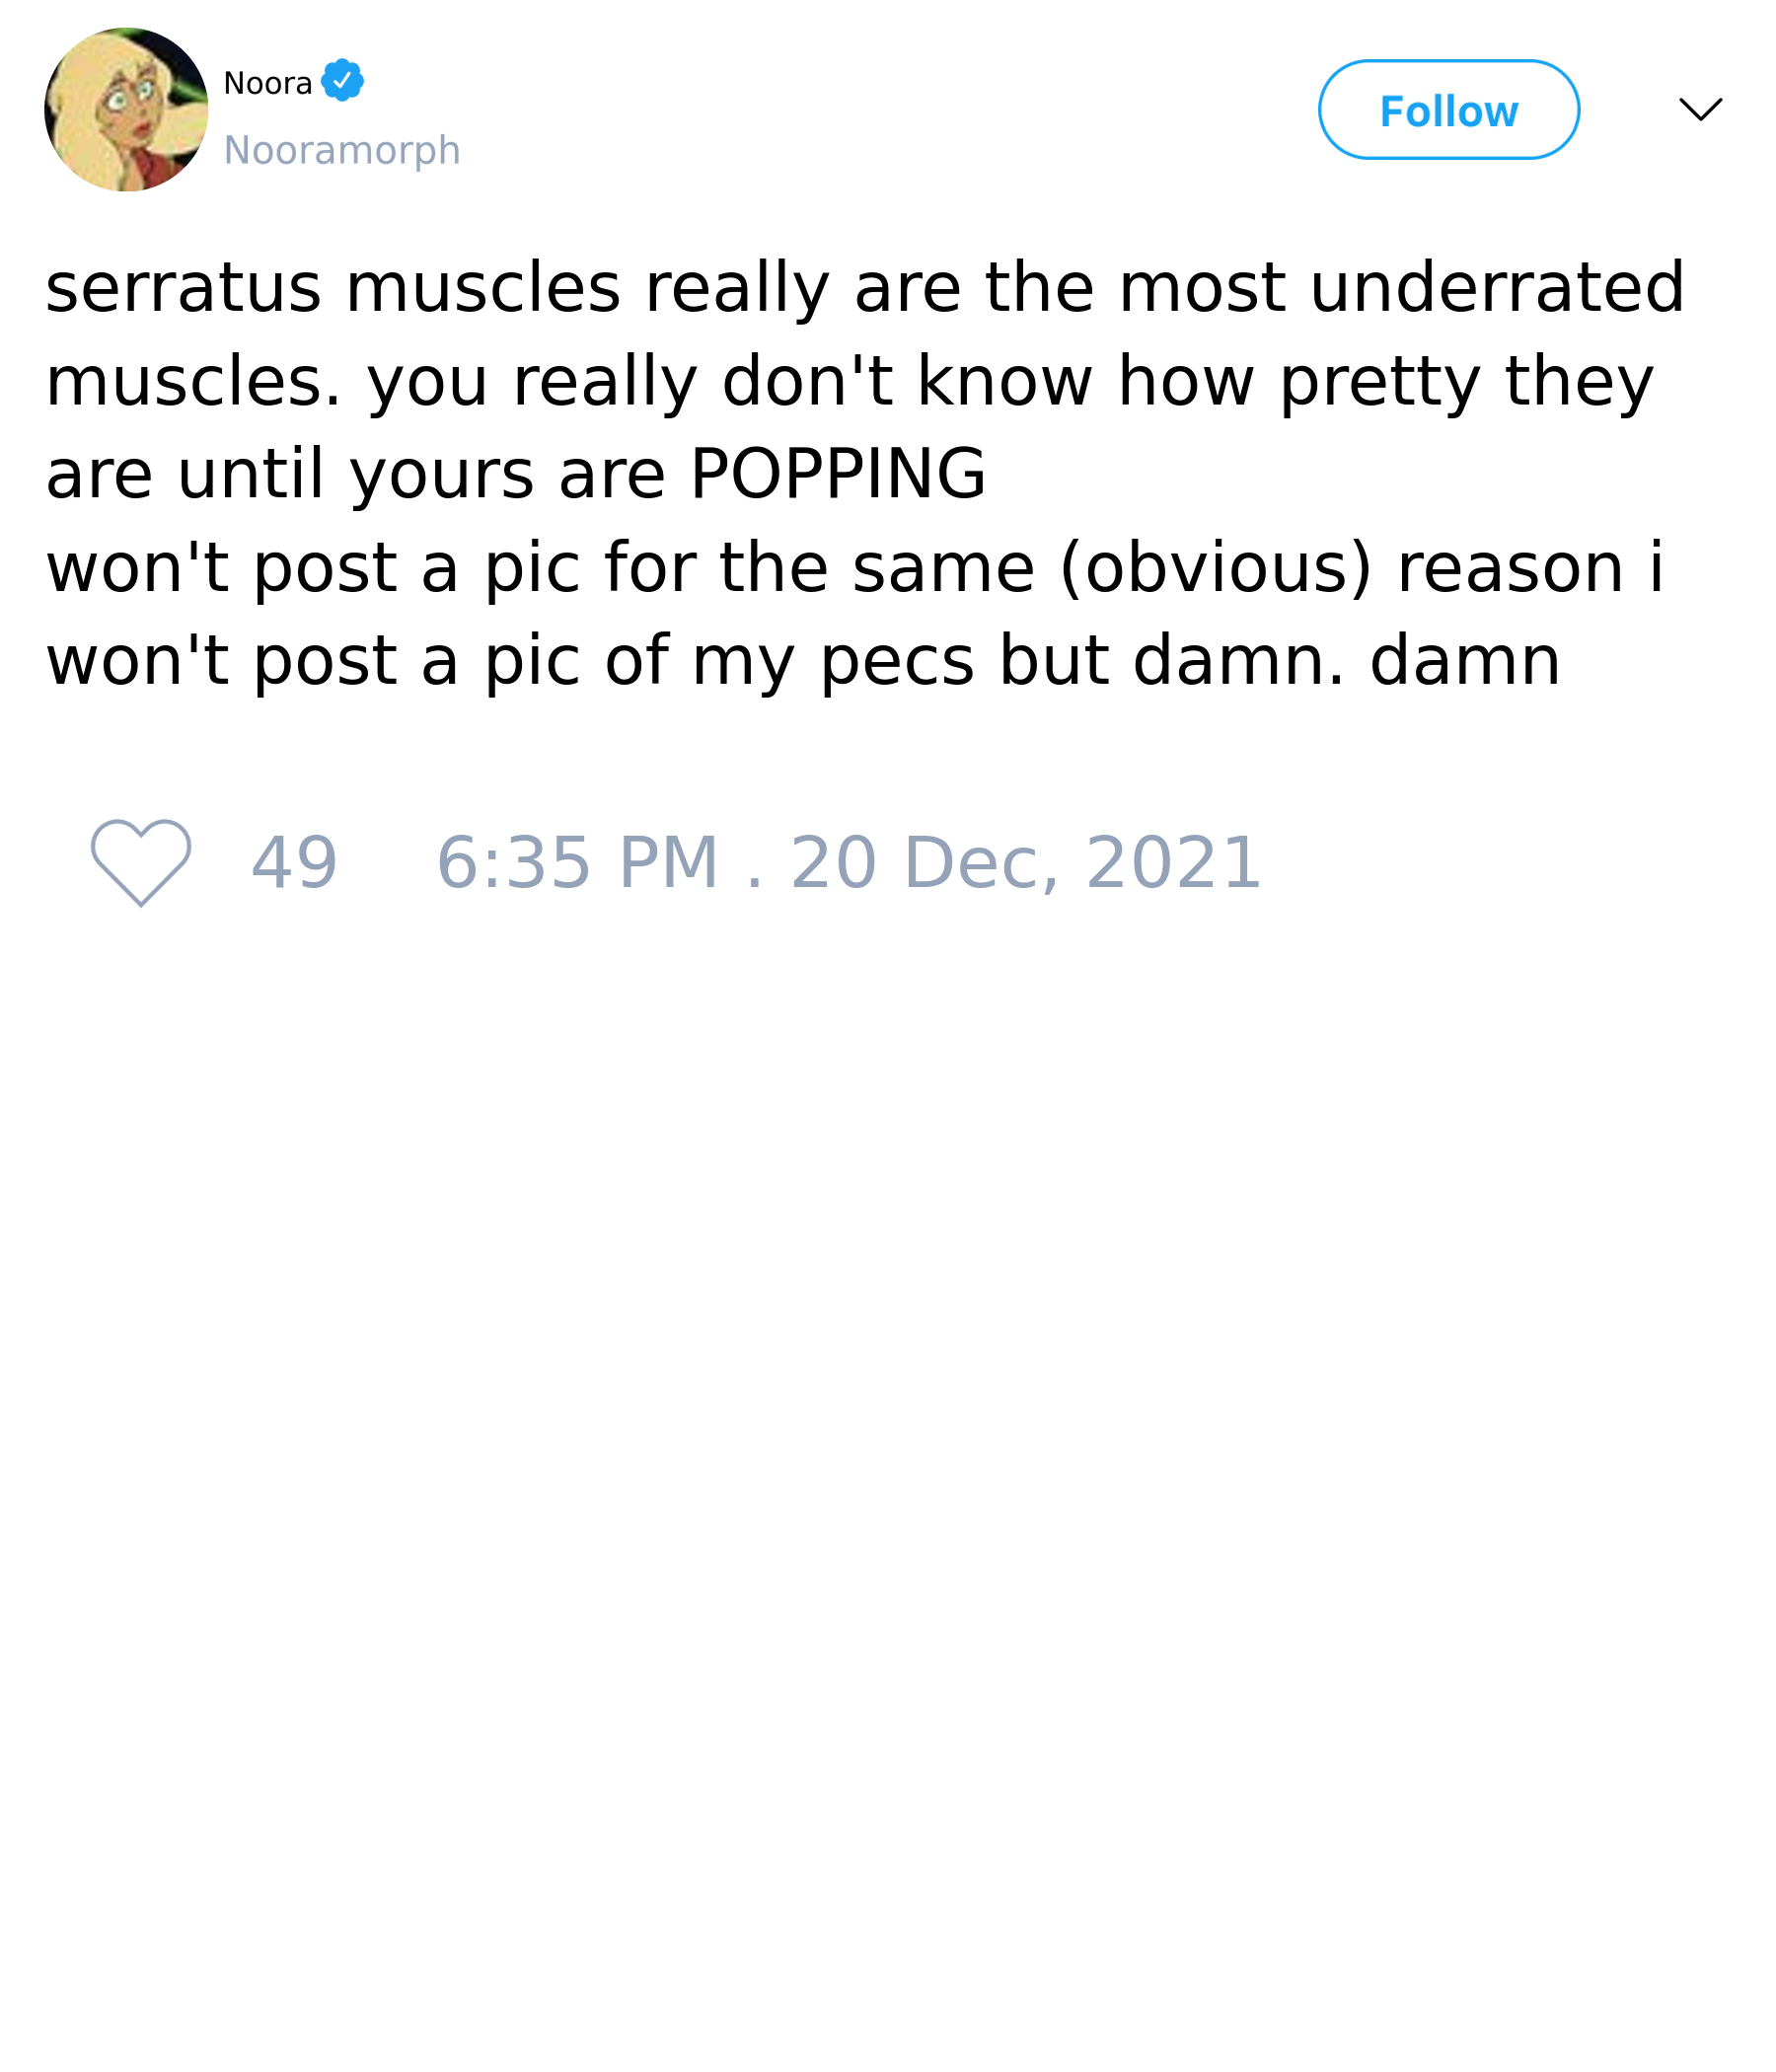 Noora
Nooramorph
Follow
serratus muscles really are the most underrated
muscles. you really don't know how pretty they
are until yours are POPPING
won't post a pic for the same (obvious) reason i
won't post a pic of my pecs but damn. damn
49 6:35 PM . 20 Dec, 2021